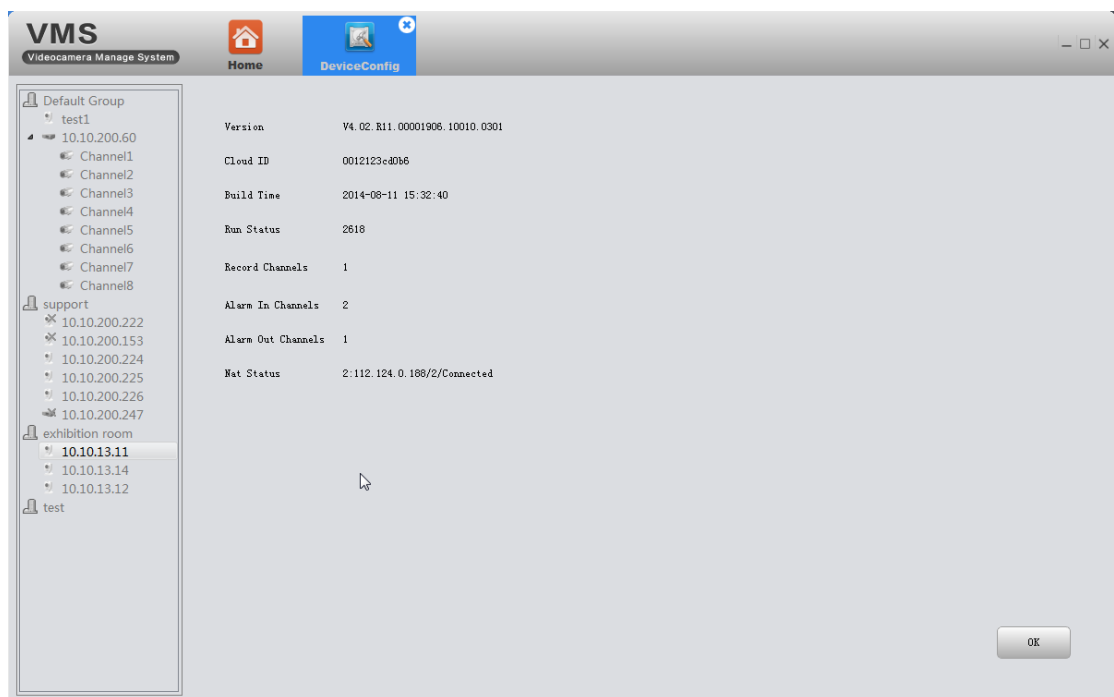 VMS
Videocamera Manage System
Home
DeviceConfig
Default Group
test1
10.10.200.60
Channel1
Channel2
Channel3
Channel4
Channel5
Channel6
Channel7
Channel8
support
10.10.200.222
10.10.200.153
10.10.200.224
10.10.200.225
10.10.200.226
10.10.200.247
exhibition room
10.10.13.11
10.10.13.14
10.10.13.12
test
Version V4.02.R11.00001906.10010.0301
Cloud ID 0012123cd0b6
Build Time 2014-08-11 15:32:40
Run Status 2618
Record Channels 1
Alarm In Channels 2
Alarm Out Channels 1
Nat Status 2:112.124.0.188/2/Connected
OK